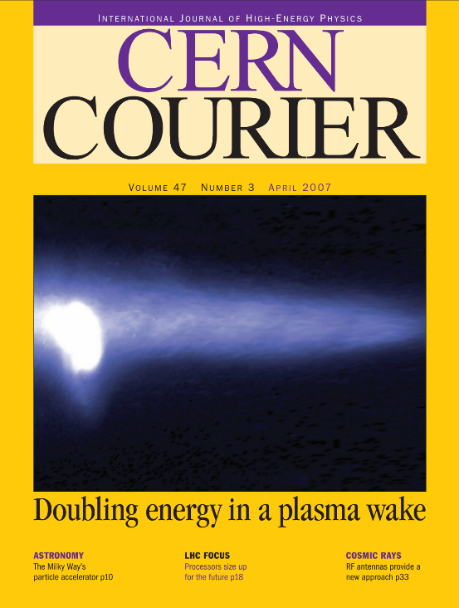 INTERNATIONAL JOURNAL OF HIGH-ENERGY PHYSICS
CERN
COURIER
VOLUME 47 NUMBER 3 APRIL 2007
Doubling energy in a plasma wake
ASTRONOMY
The Milky Way's
particle accelerator p10
LHC FOCUS
Processors size up
for the future p18
COSMIC RAYS
RF antennas provide a
new approach p33